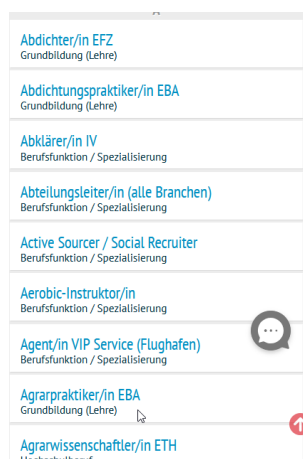 Abdichter/in EFZ
Grundbildung (Lehre)
Abdichtungspraktiker/in EBA
Grundbildung (Lehre)
Abklärer/in IV
Berufsfunktion / Spezialisierung
Abteilungsleiter/in (alle Branchen)
Berufsfunktion / Spezialisierung
Active Sourcer / Social Recruiter
Berufsfunktion / Spezialisierung
Aerobic-Instruktor/in
Berufsfunktion / Spezialisierung
Agent/in VIP Service (Flughafen)
Berufsfunktion / Spezialisierung
Agrarpraktiker/in EBA
Grundbildung (Lehre)
Agrarwissenschaftler/in ETH
Hochschulberuf